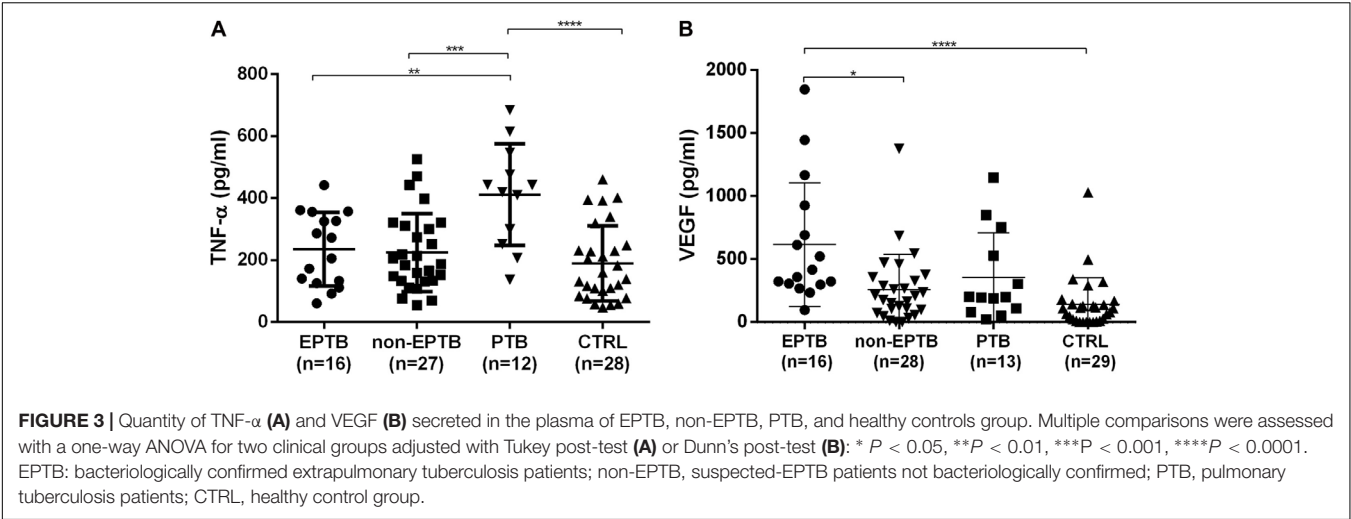 A
TNF-α (pg/ml)
800
600
400
200
0
**
***
****
EPTB
(n=16)
non-EPTB
(n=27)
PTB
(n=12)
CTRL
(n=28)
B
VEGF (pg/ml)
2000
1500
1000
500
0
*
****
EPTB
(n=16)
non-EPTB
(n=28)
PTB
(n=13)
CTRL
(n=29)
FIGURE 3 | Quantity of TNF-α (A) and VEGF (B) secreted in the plasma of EPTB, non-EPTB, PTB, and healthy controls group. Multiple comparisons were assessed
with a one-way ANOVA for two clinical groups adjusted with Tukey post-test (A) or Dunn's post-test (B): * P < 0.05, **P < 0.01, ***P < 0.001, ****P < 0.0001.
EPTB: bacteriologically confirmed extrapulmonary tuberculosis patients; non-EPTB, suspected-EPTB patients not bacteriologically confirmed; PTB, pulmonary
tuberculosis patients; CTRL, healthy control group.